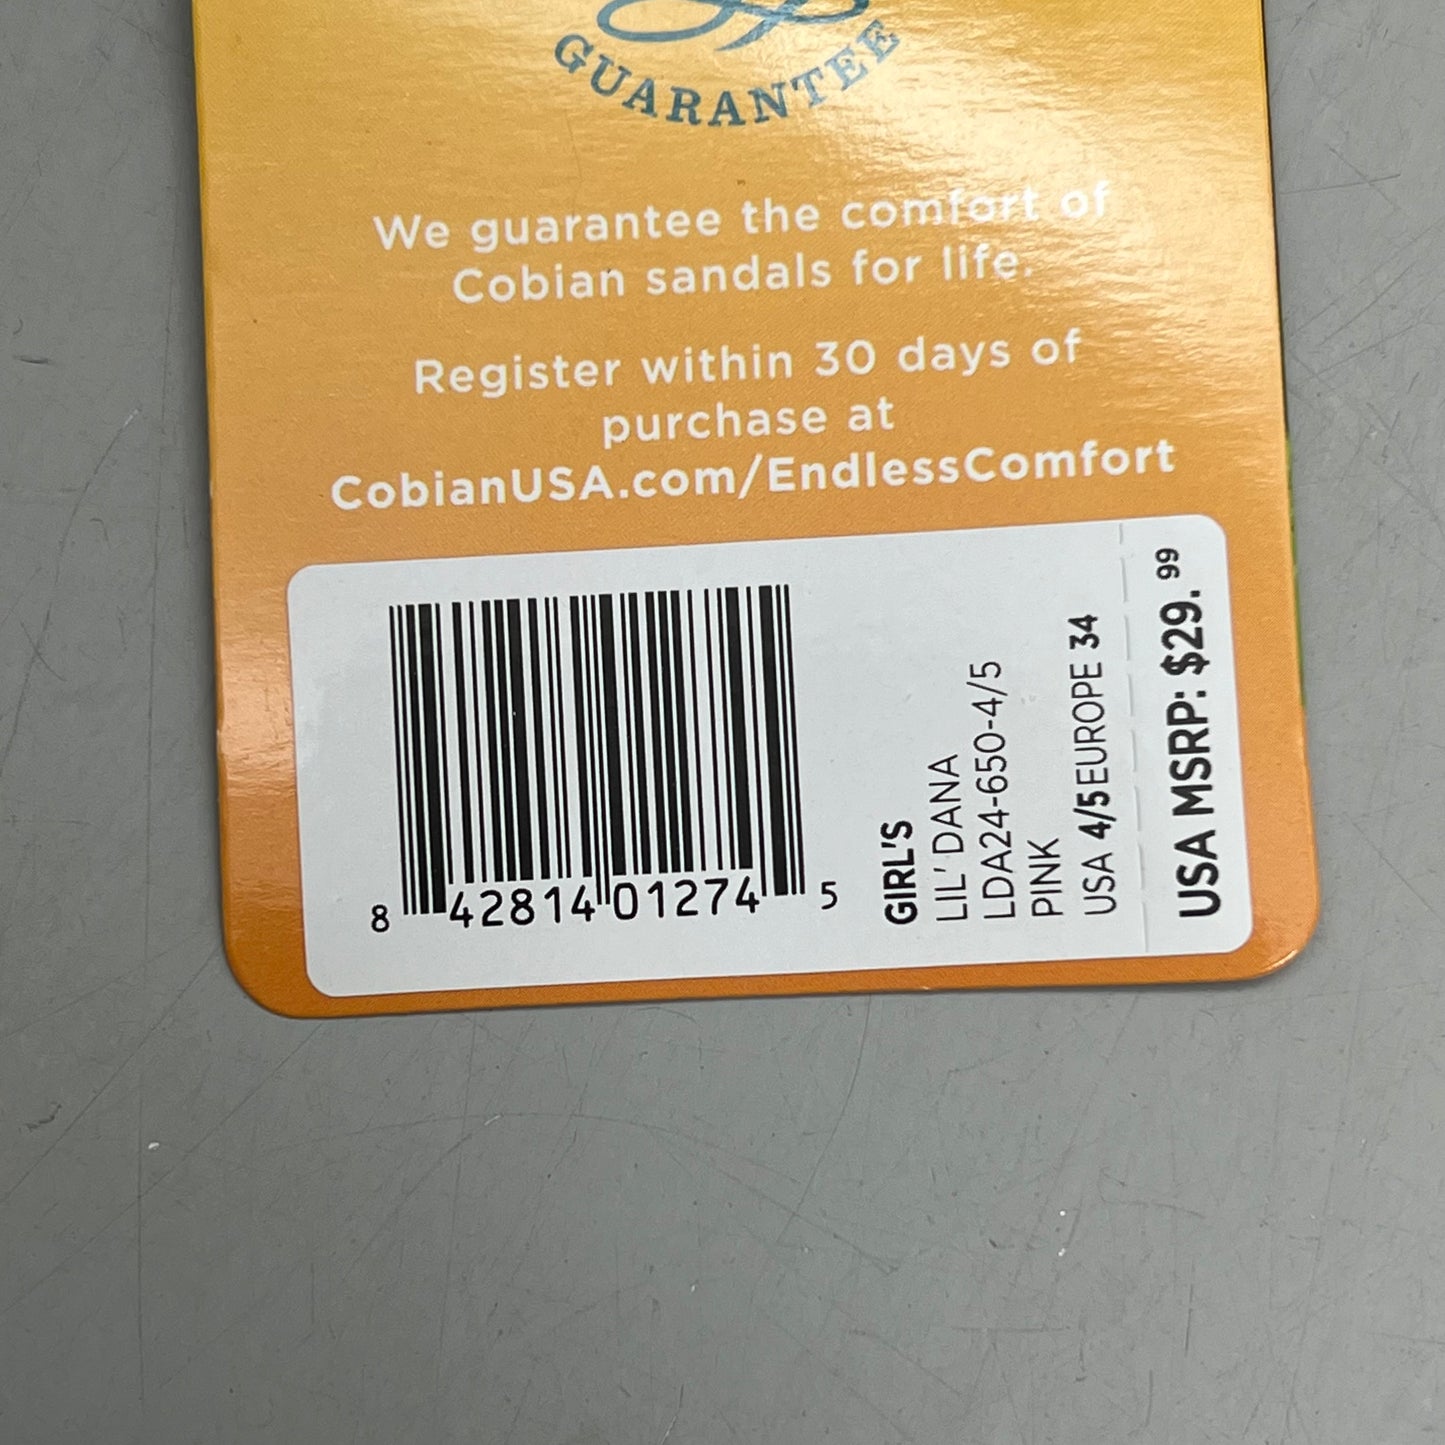 GUARANTEE
We guarantee the comfort of
Cobian sandals for life.
Register within 30 days of
purchase at
CobianUSA.com/EndlessComfort
8 42814 01274 5
GIRL'S
LIL' DANA
LDA24-650-4/5
PINK
USA 4/5 EUROPE 34
USA MSRP: $29.99